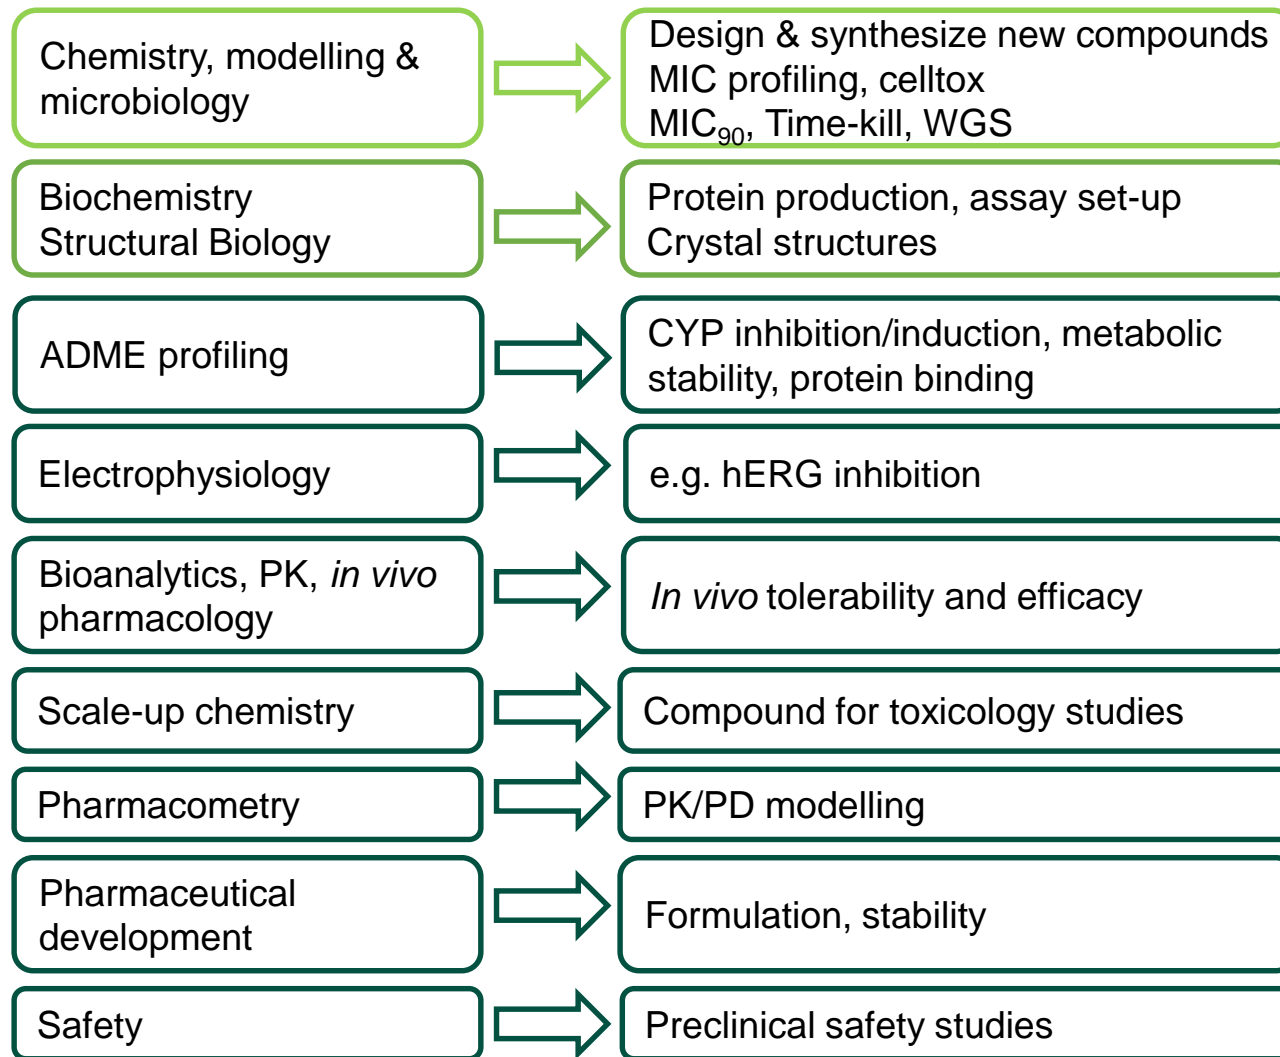 Chemistry, modelling &
microbiology
Design & synthesize new compounds
MIC profiling, celltox
MIC₉₀, Time-kill, WGS
Biochemistry
Structural Biology
Protein production, assay set-up
Crystal structures
ADME profiling
CYP inhibition/induction, metabolic
stability, protein binding
Electrophysiology
e.g. hERG inhibition
Bioanalytics, PK, in vivo
pharmacology
In vivo tolerability and efficacy
Scale-up chemistry
Compound for toxicology studies
Pharmacometry
PK/PD modelling
Pharmaceutical
development
Formulation, stability
Safety
Preclinical safety studies